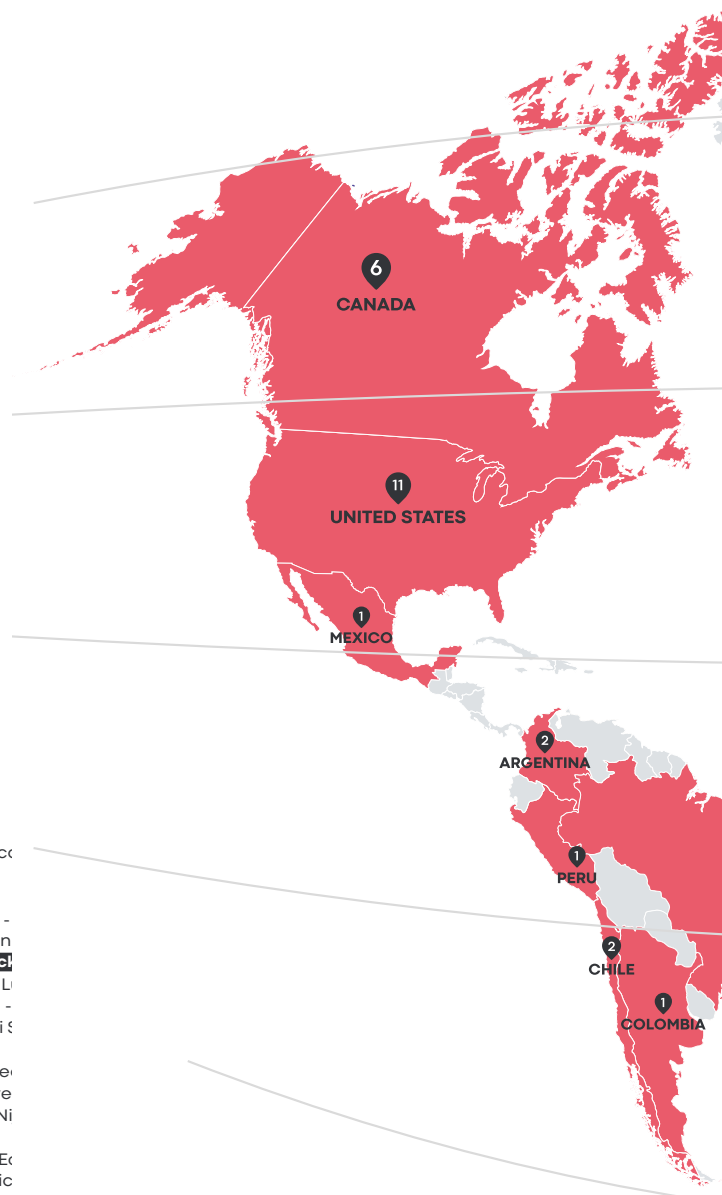 6
CANADA
11
UNITED STATES
1
MEXICO
2
ARGENTINA
1
PERU
2
CHILE
1
COLOMBIA